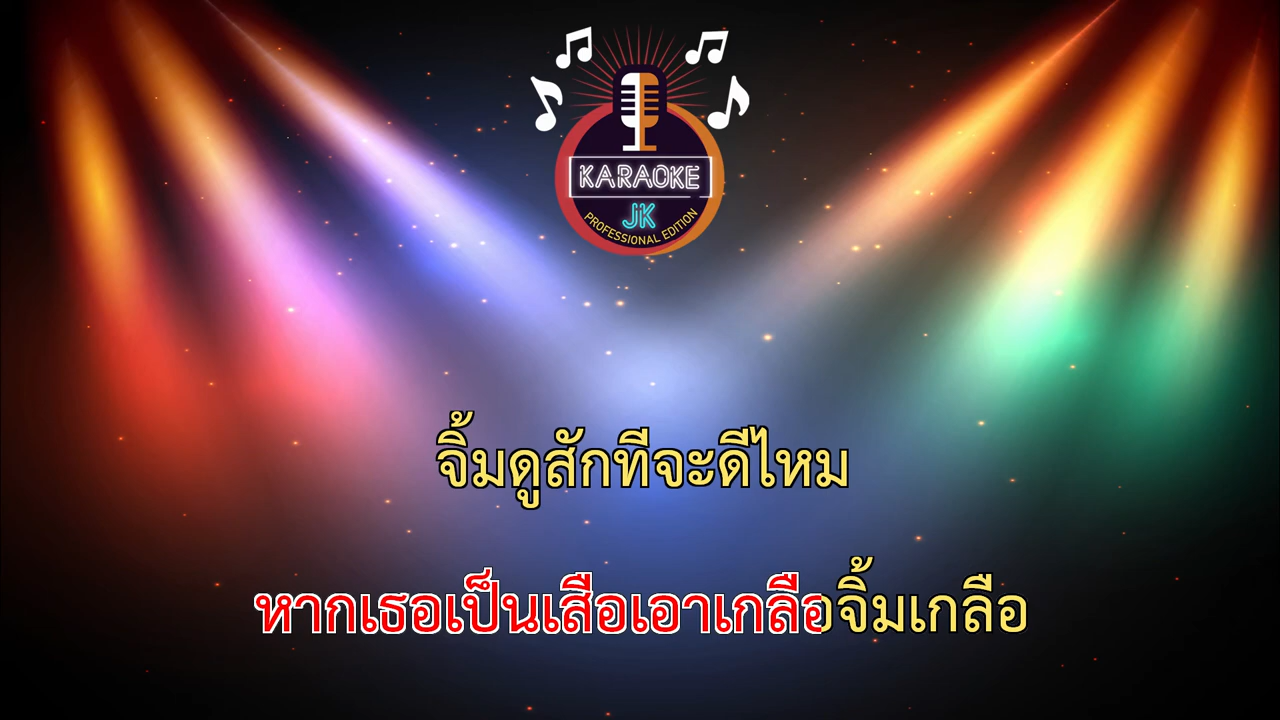 KARAOKE
JK
PROFESSIONAL EDITION
จิ้มดูสักทีจะดีไหม
หากเธอเป็นเสือเอาเกลือจิ้มเกลือ